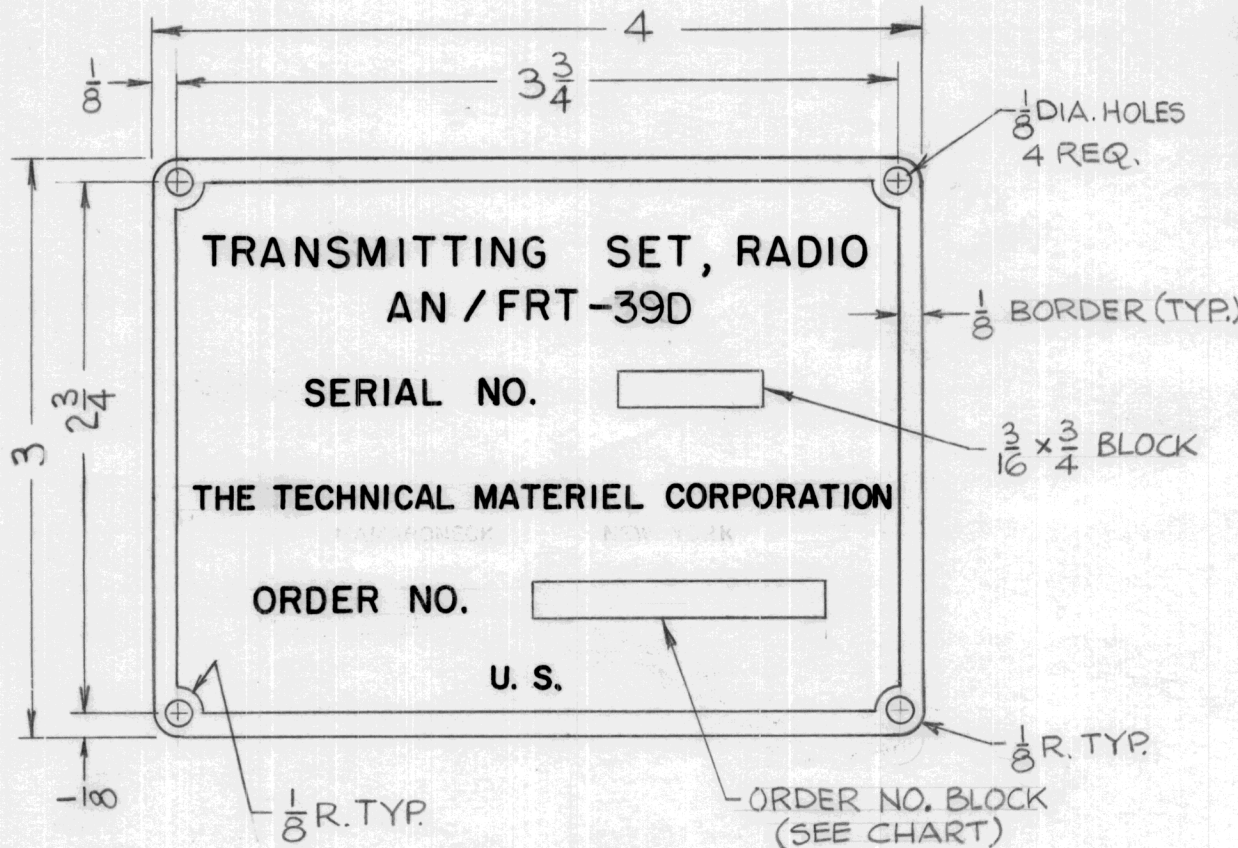 4
1/8
3 3/4
1/8 DIA. HOLES
4 REQ.
TRANSMITTING SET, RADIO
AN/FRT-39D
1/8 BORDER (TYP.)
SERIAL NO.
2 3/4
3
3/16 x 3/4 BLOCK
THE TECHNICAL MATERIEL CORPORATION
ORDER NO.
U. S.
1/8 R. TYP.
1/8
1/8 R. TYP.
ORDER NO. BLOCK
(SEE CHART)